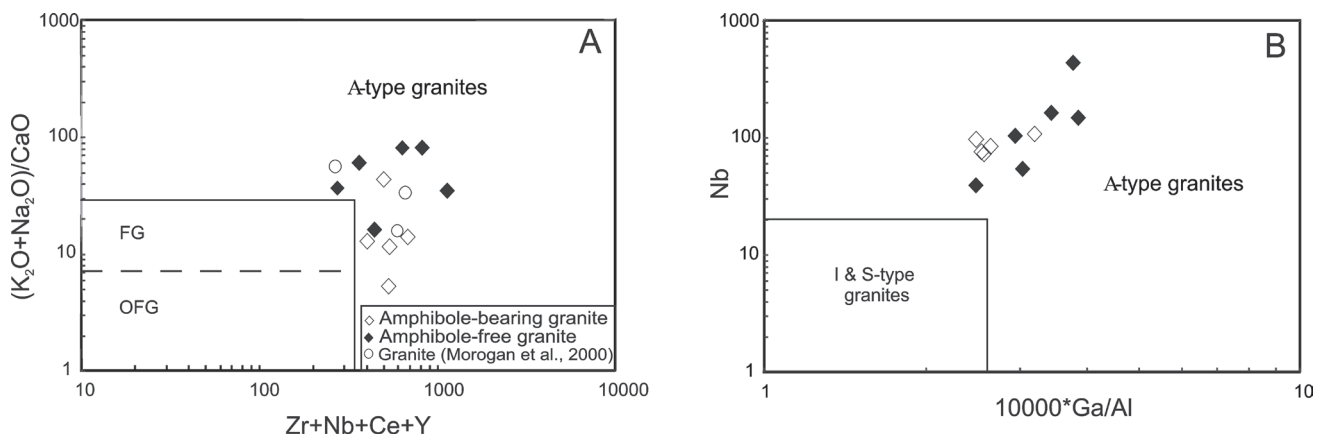 A
A-type granites
(K₂O+Na₂O)/CaO
1000
100
10
1
FG
OFG
Amphibole-bearing granite
Amphibole-free granite
Granite (Morogan et al., 2000)
10
100
1000
10000
Zr+Nb+Ce+Y
B
Nb
1000
100
10
1
A-type granites
I & S-type
granites
1
10
10000*Ga/Al